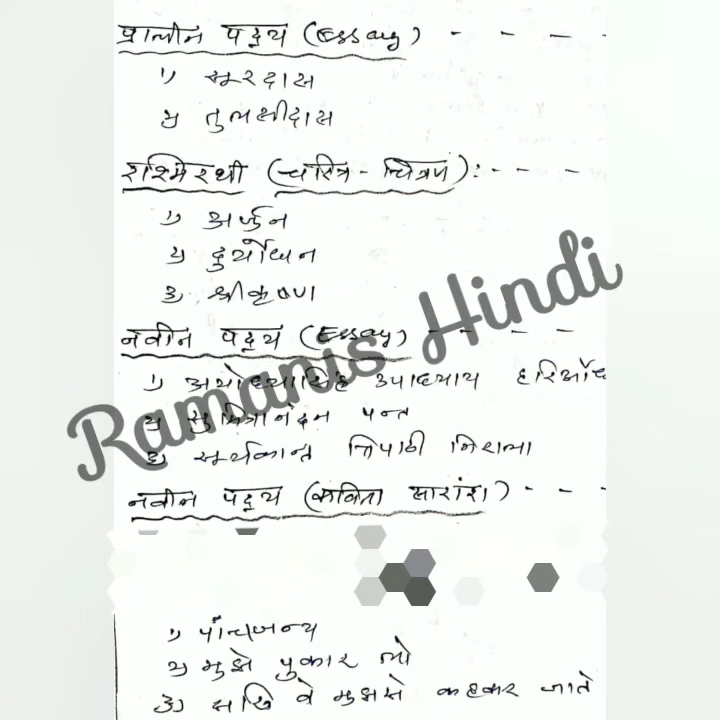 प्राचीन पद्य (Essay) - - - -
1) सूरदास
2) तुलसीदास
रश्मिरथी (चरित्र - चित्रण) :- - - -
1) अर्जुन
2) दुर्योधन
3) श्रीकृष्ण
नवीन पद्य (Essay) - - - -
1) अयोध्यासिंह उपाध्याय हरिऔध
2) सुमित्रानंदन पन्त
3) सूर्यकान्त त्रिपाठी निराला
Ramanis Hindi
नवीन पद्य (कविता सारांश) - - -
1) पांचजन्य
2) मुझे पुकार लो
3) सखि वे मुझसे कहकर जाते